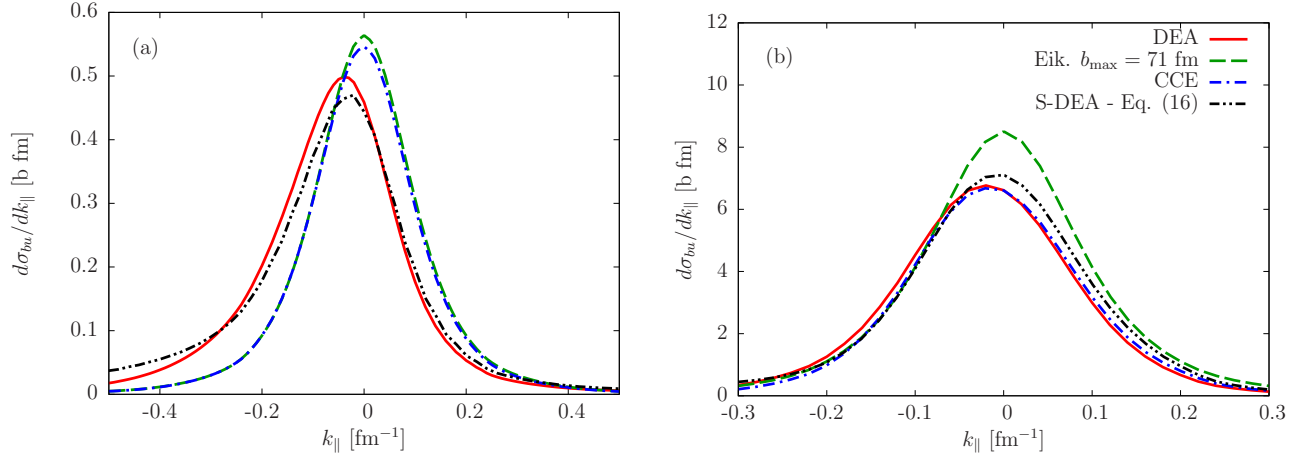 (a)
dσ_bu/dk_∥ [b fm]
0.6
0.5
0.4
0.3
0.2
0.1
0
-0.4 -0.2 0 0.2 0.4
k_∥ [fm⁻¹]
(b)
DEA
Eik. b_max = 71 fm
CCE
S-DEA - Eq. (16)
dσ_bu/dk_∥ [b fm]
12
10
8
6
4
2
0
-0.3 -0.2 -0.1 0 0.1 0.2 0.3
k_∥ [fm⁻¹]